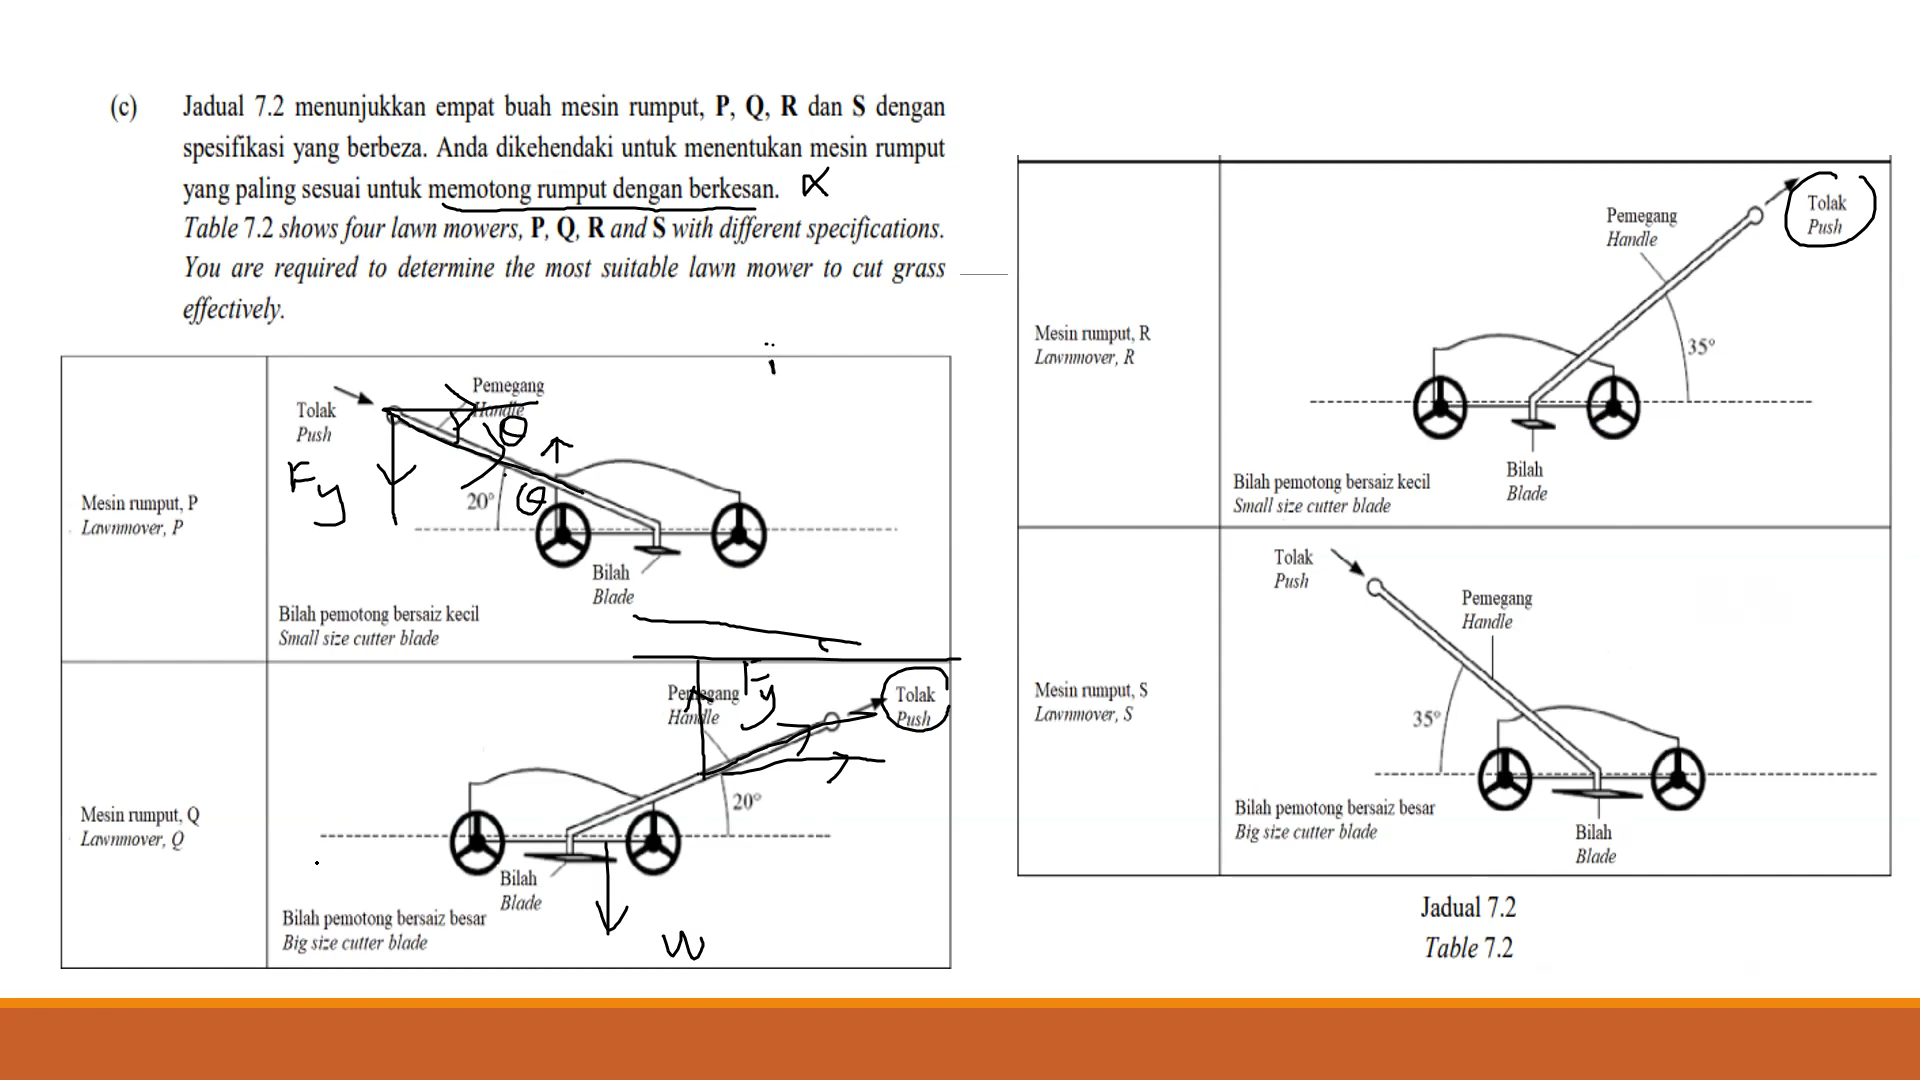 (c) Jadual 7.2 menunjukkan empat buah mesin rumput, P, Q, R dan S dengan
spesifikasi yang berbeza. Anda dikehendaki untuk menentukan mesin rumput
yang paling sesuai untuk memotong rumput dengan berkesan.
Table 7.2 shows four lawn mowers, P, Q, R and S with different specifications.
You are required to determine the most suitable lawn mower to cut grass
effectively.
Mesin rumput, P
Lawnmover, P
Tolak
Push
Pemegang
Handle
θ
Fy
20°
θ
Bilah
Blade
Bilah pemotong bersaiz kecil
Small size cutter blade
Mesin rumput, Q
Lawnmover, Q
Pemegang
Handle
Fy
Tolak
Push
20°
Bilah
Blade
Bilah pemotong bersaiz besar
Big size cutter blade
W
Mesin rumput, R
Lawnmover, R
Pemegang
Handle
Tolak
Push
35°
Bilah
Blade
Bilah pemotong bersaiz kecil
Small size cutter blade
Mesin rumput, S
Lawnmover, S
Tolak
Push
Pemegang
Handle
35°
Bilah
Blade
Bilah pemotong bersaiz besar
Big size cutter blade
Jadual 7.2
Table 7.2